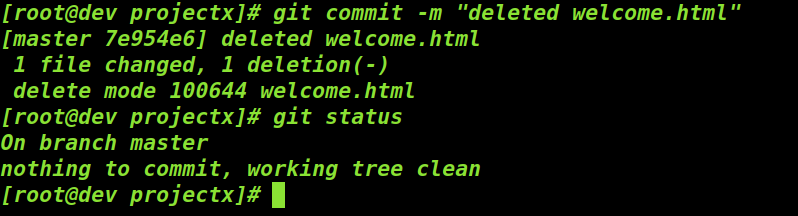 [root@dev projectx]# git commit -m "deleted welcome.html"
[master 7e954e6] deleted welcome.html
 1 file changed, 1 deletion(-)
 delete mode 100644 welcome.html
[root@dev projectx]# git status
On branch master
nothing to commit, working tree clean
[root@dev projectx]#